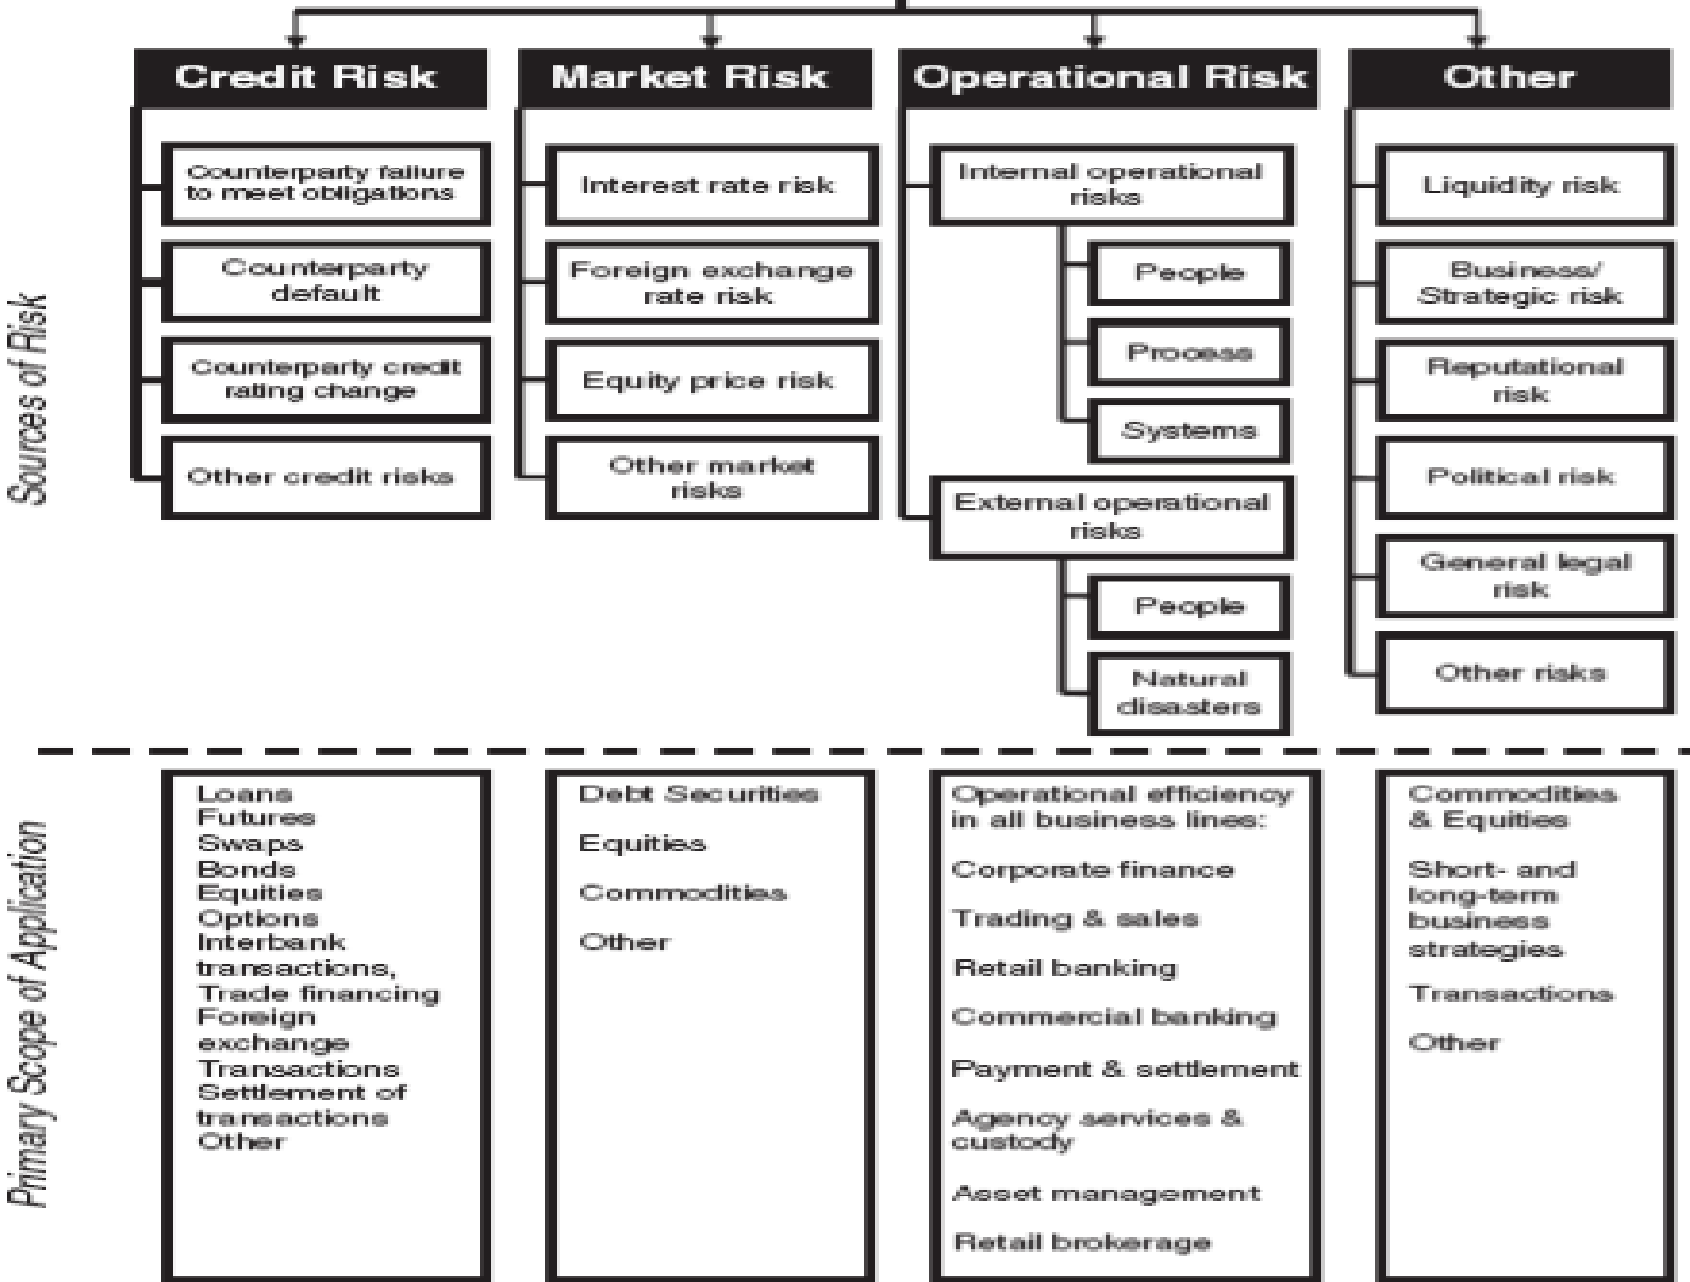 Credit Risk
Market Risk
Operational Risk
Other
Sources of Risk
Counterparty failure
to meet obligations
Counterparty
default
Counterparty credit
rating change
Other credit risks
Interest rate risk
Foreign exchange
rate risk
Equity price risk
Other market
risks
Internal operational
risks
People
Process
Systems
External operational
risks
People
Natural
disasters
Liquidity risk
Business/
Strategic risk
Reputational
risk
Political risk
General legal
risk
Other risks
Primary Scope of Application
Loans
Futures
Swaps
Bonds
Equities
Options
Interbank
transactions,
Trade financing
Foreign
exchange
Transactions
Settlement of
transactions
Other
Debt Securities
Equities
Commodities
Other
Operational efficiency
in all business lines:
Corporate finance
Trading & sales
Retail banking
Commercial banking
Payment & settlement
Agency services &
custody
Asset management
Retail brokerage
Commodities
& Equities
Short- and
long-term
business
strategies
Transactions
Other